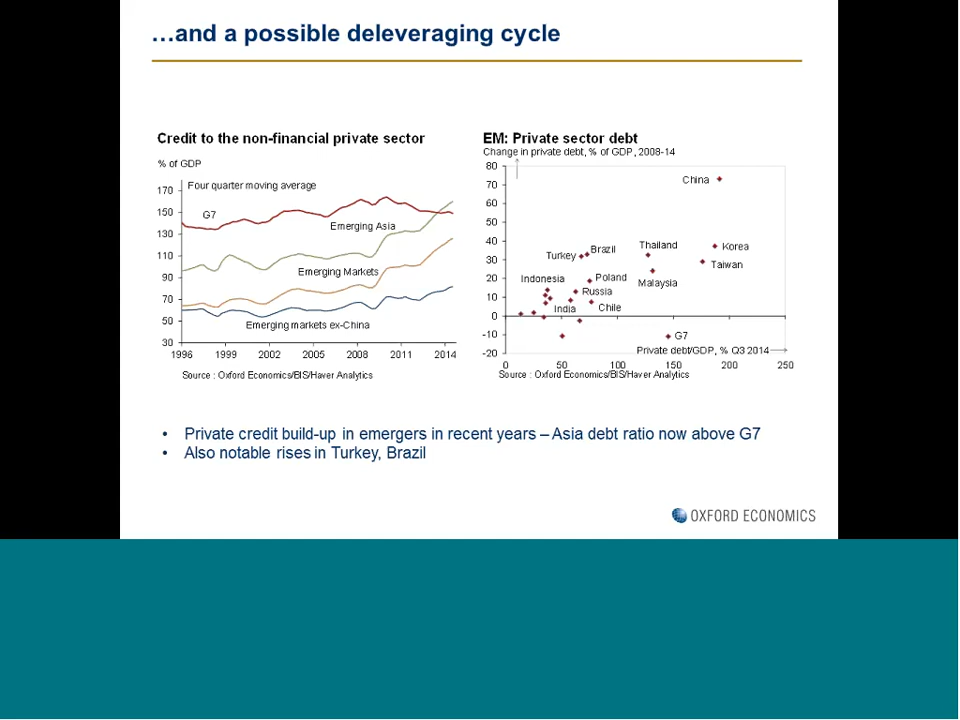 …and a possible deleveraging cycle
Credit to the non-financial private sector
% of GDP
170
150
130
110
90
70
50
30
Four quarter moving average
G7
Emerging Asia
Emerging Markets
Emerging markets ex-China
1996
1999
2002
2005
2008
2011
2014
Source : Oxford Economics/BIS/Haver Analytics
EM: Private sector debt
Change in private debt, % of GDP, 2008-14
80
70
60
50
40
30
20
10
0
-10
-20
China
Turkey
Brazil
Thailand
Korea
Taiwan
Malaysia
Indonesia
Poland
Russia
India
Chile
G7
Private debt/GDP, % Q3 2014
0
50
100
150
200
250
Source : Oxford Economics/BIS/Haver Analytics
• Private credit build-up in emergers in recent years – Asia debt ratio now above G7
• Also notable rises in Turkey, Brazil
OXFORD ECONOMICS